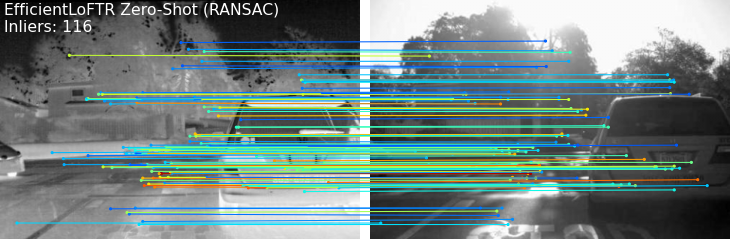 EfficientLoFTR Zero-Shot (RANSAC)
Inliers: 116